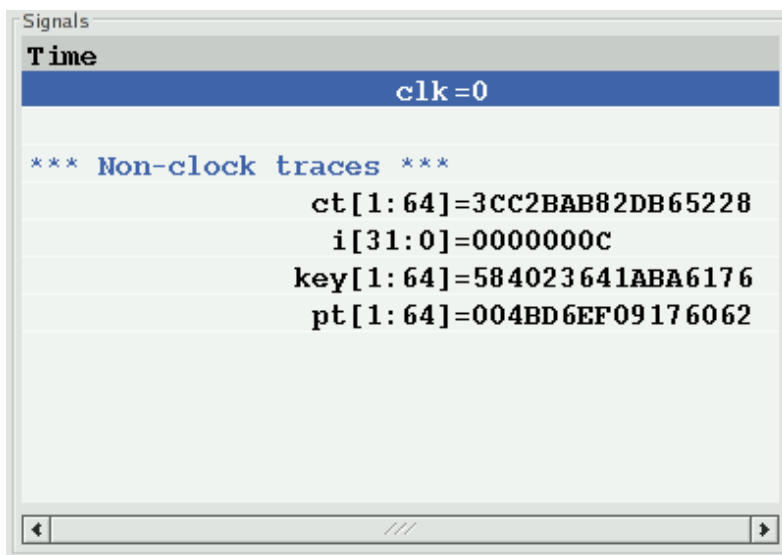 Signals
Time
clk=0
*** Non-clock traces ***
ct[1:64]=3CC2BAB82DB65228
i[31:0]=0000000C
key[1:64]=584023641ABA6176
pt[1:64]=004BD6EF09176062